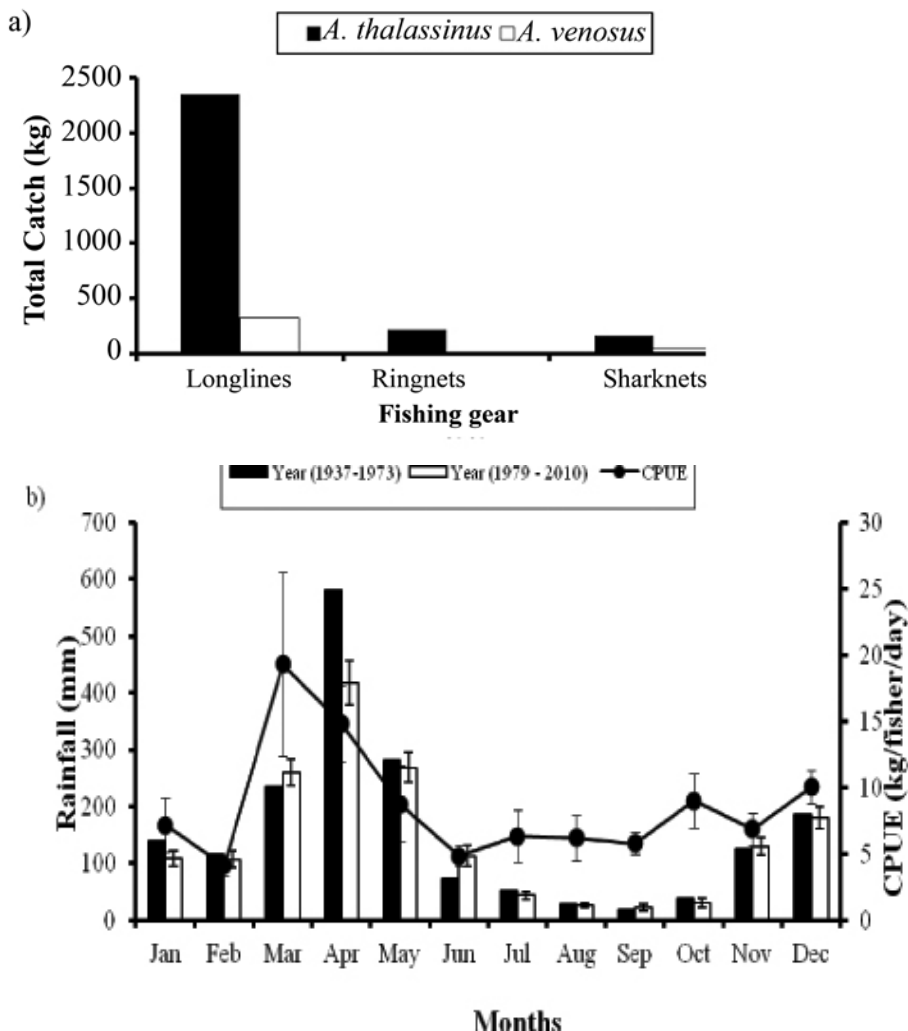 a)
A. thalassinus A. venosus
Total Catch (kg)
2500
2000
1500
1000
500
0
Longlines Ringnets Sharknets
Fishing gear
b)
Year (1937-1973) Year (1979 - 2010) CPUE
Rainfall (mm)
700
600
500
400
300
200
100
0
CPUE (kg/fisher/day)
30
25
20
15
10
5
0
Jan Feb Mar Apr May Jun Jul Aug Sep Oct Nov Dec
Months